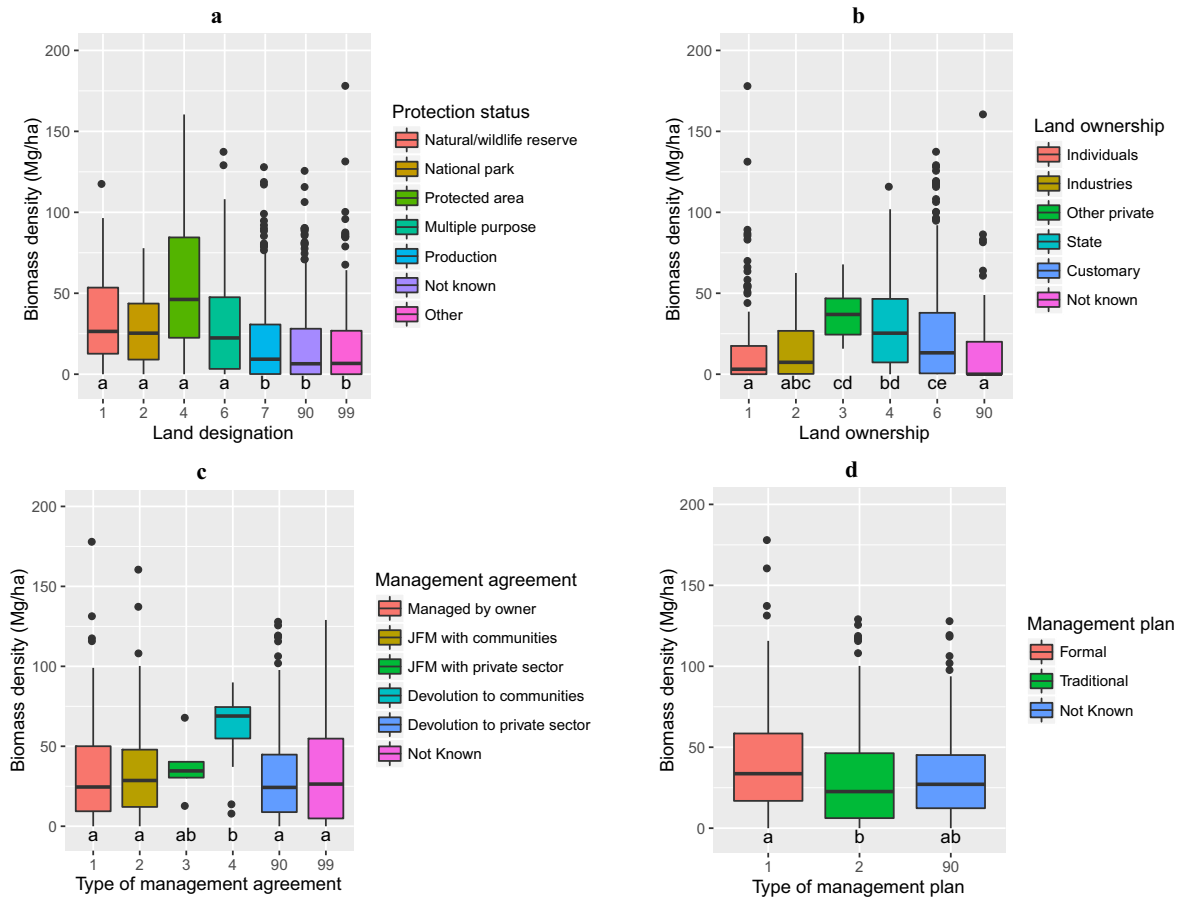 a
200
150
100
50
0
Biomass density (Mg/ha)
a a a a b b b
1 2 4 6 7 90 99
Land designation
Protection status
Natural/wildlife reserve
National park
Protected area
Multiple purpose
Production
Not known
Other
b
200
150
100
50
0
Biomass density (Mg/ha)
a abc cd bd ce a
1 2 3 4 6 90
Land ownership
Land ownership
Individuals
Industries
Other private
State
Customary
Not known
c
200
150
100
50
0
Biomass density (Mg/ha)
a a ab b a a
1 2 3 4 90 99
Type of management agreement
Management agreement
Managed by owner
JFM with communities
JFM with private sector
Devolution to communities
Devolution to private sector
Not Known
d
200
150
100
50
0
Biomass density (Mg/ha)
a b ab
1 2 90
Type of management plan
Management plan
Formal
Traditional
Not Known